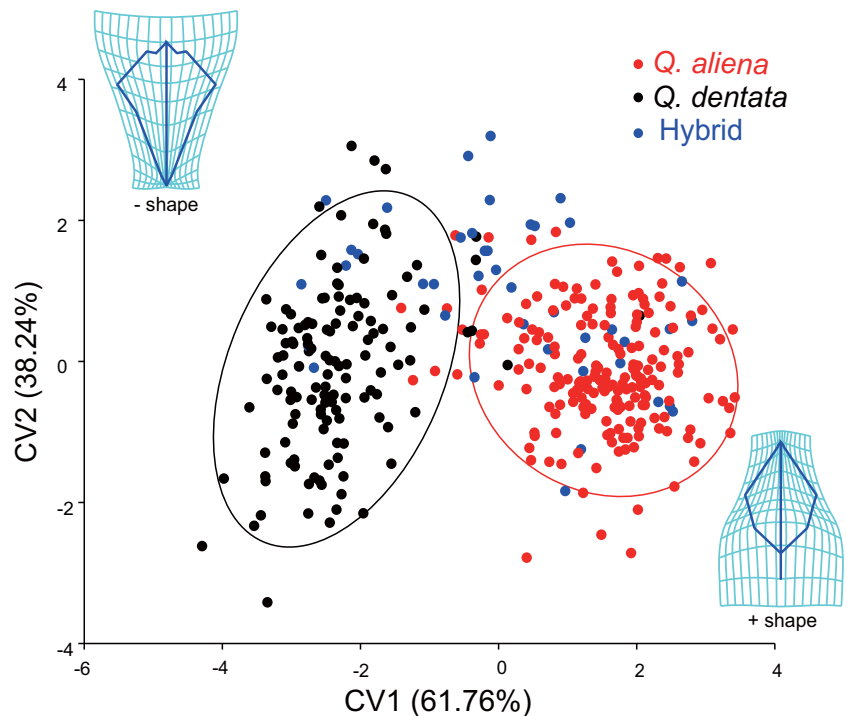 Q. aliena
Q. dentata
Hybrid
- shape
+ shape
4
2
0
-2
-4
-6
-4
-2
0
2
4
CV2 (38.24%)
CV1 (61.76%)